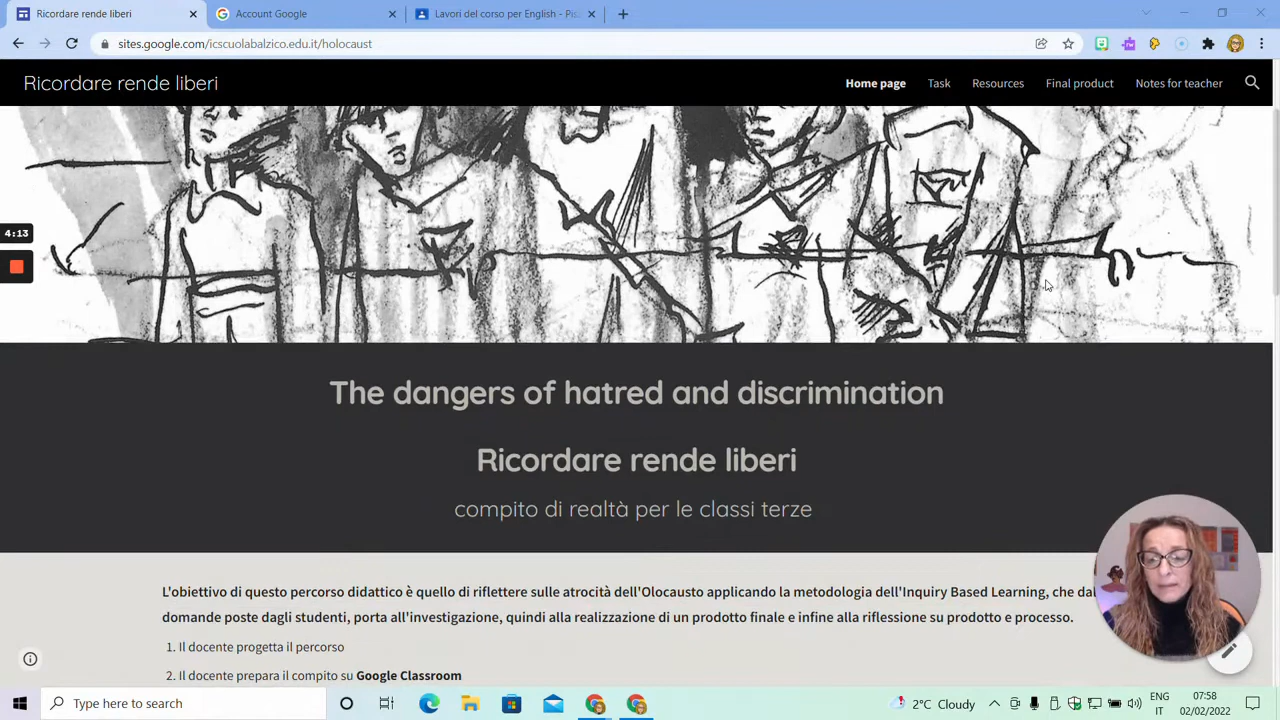 Ricordare rende liberi
Account Google
Lavori del corso per English - Pis
sites.google.com/icscuolabalzico.edu.it/holocaust
Ricordare rende liberi
Home page
Task
Resources
Final product
Notes for teacher
4:13
The dangers of hatred and discrimination
Ricordare rende liberi
compito di realtà per le classi terze
L'obiettivo di questo percorso didattico è quello di riflettere sulle atrocità dell'Olocausto applicando la metodologia dell'Inquiry Based Learning, che dal
domande poste dagli studenti, porta all'investigazione, quindi alla realizzazione di un prodotto finale e infine alla riflessione su prodotto e processo.
1. Il docente progetta il percorso
2. Il docente prepara il compito su Google Classroom
Type here to search
2°C Cloudy
ENG
IT
07:58
02/02/2022